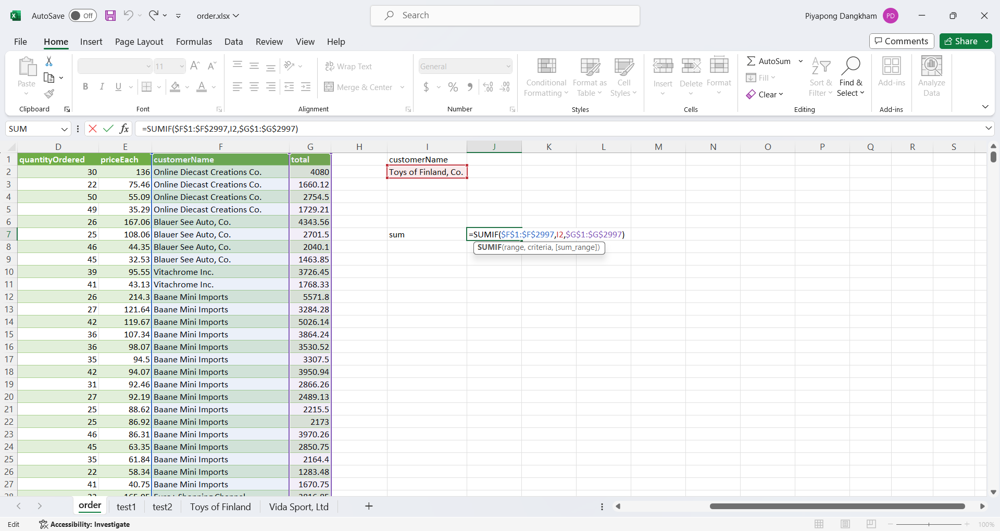 AutoSave Off order.xlsx Search Piyapong Dangkham PD
File Home Insert Page Layout Formulas Data Review View Help Comments Share
Paste
Clipboard
11
B I U A
Font
Wrap Text
Merge & Center
Alignment
General
$ % 9
Number
Conditional Formatting
Format as Table
Cell Styles
Styles
Insert Delete Format
Cells
AutoSum
Fill
Clear
Sort & Filter
Find & Select
Editing
Add-ins
Add-ins
Analyze Data
SUM fx =SUMIF($F$1:$F$2997,I2,$G$1:$G$2997)
D E F G H I J K L M N O P Q R S
1 quantityOrdered priceEach customerName total customerName
2 30 136 Online Diecast Creations Co. 4080 Toys of Finland, Co.
3 22 75.46 Online Diecast Creations Co. 1660.12
4 50 55.09 Online Diecast Creations Co. 2754.5
5 49 35.29 Online Diecast Creations Co. 1729.21
6 26 167.06 Blauer See Auto, Co. 4343.56
7 25 108.06 Blauer See Auto, Co. 2701.5 sum =SUMIF($F$1:$F$2997,I2,$G$1:$G$2997)
8 46 44.35 Blauer See Auto, Co. 2040.1 SUMIF(range, criteria, [sum_range])
9 45 32.53 Blauer See Auto, Co. 1463.85
10 39 95.55 Vitachrome Inc. 3726.45
11 41 43.13 Vitachrome Inc. 1768.33
12 26 214.3 Baane Mini Imports 5571.8
13 27 121.64 Baane Mini Imports 3284.28
14 42 119.67 Baane Mini Imports 5026.14
15 36 107.34 Baane Mini Imports 3864.24
16 36 98.07 Baane Mini Imports 3530.52
17 35 94.5 Baane Mini Imports 3307.5
18 42 94.07 Baane Mini Imports 3950.94
19 31 92.46 Baane Mini Imports 2866.26
20 27 92.19 Baane Mini Imports 2489.13
21 25 88.62 Baane Mini Imports 2215.5
22 25 86.92 Baane Mini Imports 2173
23 46 86.31 Baane Mini Imports 3970.26
24 45 63.35 Baane Mini Imports 2850.75
25 35 61.84 Baane Mini Imports 2164.4
26 22 58.34 Baane Mini Imports 1283.48
27 41 40.75 Baane Mini Imports 1670.75
order test1 test2 Toys of Finland Vida Sport, Ltd
Edit Accessibility: Investigate 100%